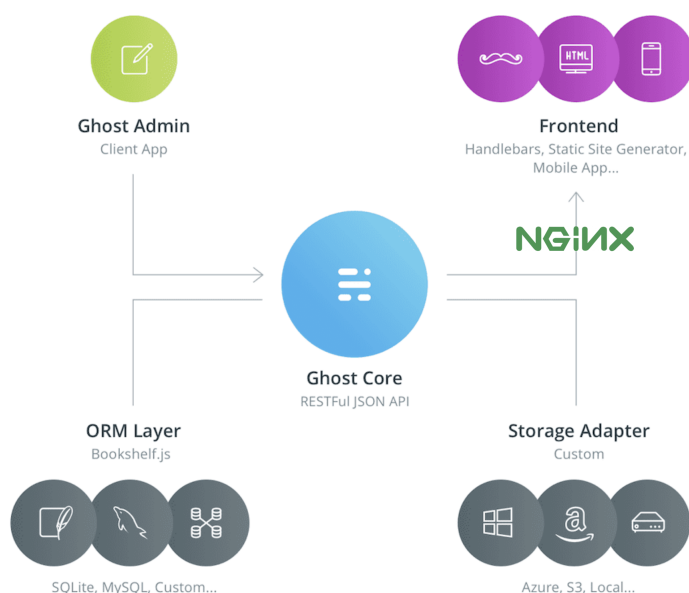 Ghost Admin
Client App
HTML
Frontend
Handlebars, Static Site Generator,
Mobile App...
NGiNX
Ghost Core
RESTFul JSON API
ORM Layer
Bookshelf.js
SQLite, MySQL, Custom...
Storage Adapter
Custom
a
Azure, S3, Local...